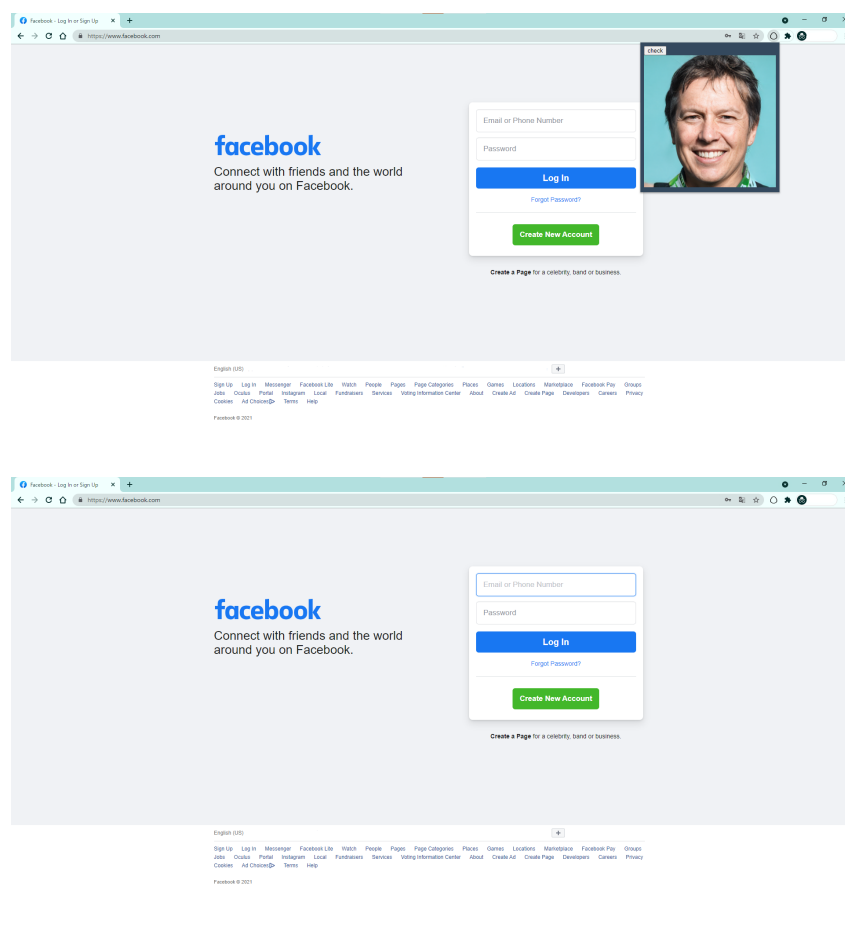 Facebook - Log In or Sign Up
https://www.facebook.com
check
facebook
Connect with friends and the world
around you on Facebook.
Email or Phone Number
Password
Log In
Forgot Password?
Create New Account
Create a Page for a celebrity, band or business.
English (US)
Sign Up Log In Messenger Facebook Lite Watch People Pages Page Categories Places Games Locations Marketplace Facebook Pay Groups
Jobs Oculus Portal Instagram Local Fundraisers Services Voting Information Center About Create Ad Create Page Developers Careers Privacy
Cookies Ad Choices Terms Help
Facebook © 2021
Facebook - Log In or Sign Up
https://www.facebook.com
facebook
Connect with friends and the world
around you on Facebook.
Email or Phone Number
Password
Log In
Forgot Password?
Create New Account
Create a Page for a celebrity, band or business.
English (US)
Sign Up Log In Messenger Facebook Lite Watch People Pages Page Categories Places Games Locations Marketplace Facebook Pay Groups
Jobs Oculus Portal Instagram Local Fundraisers Services Voting Information Center About Create Ad Create Page Developers Careers Privacy
Cookies Ad Choices Terms Help
Facebook © 2021